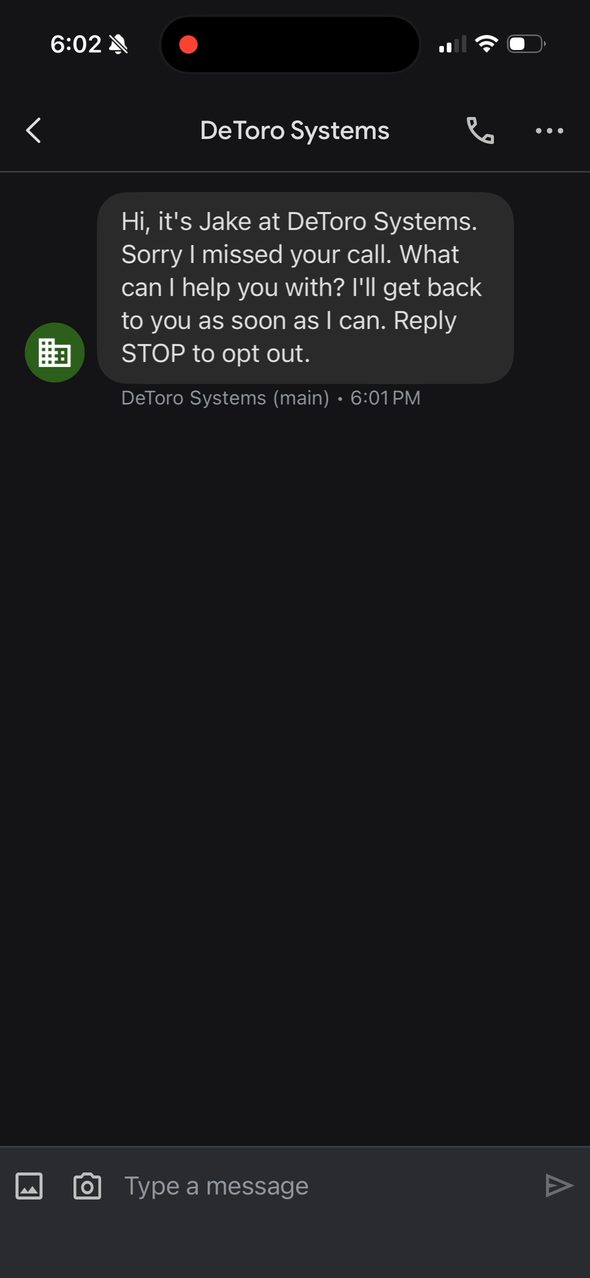 6:02
DeToro Systems
Hi, it's Jake at DeToro Systems.
Sorry I missed your call. What
can I help you with? I'll get back
to you as soon as I can. Reply
STOP to opt out.
DeToro Systems (main) • 6:01 PM
Type a message